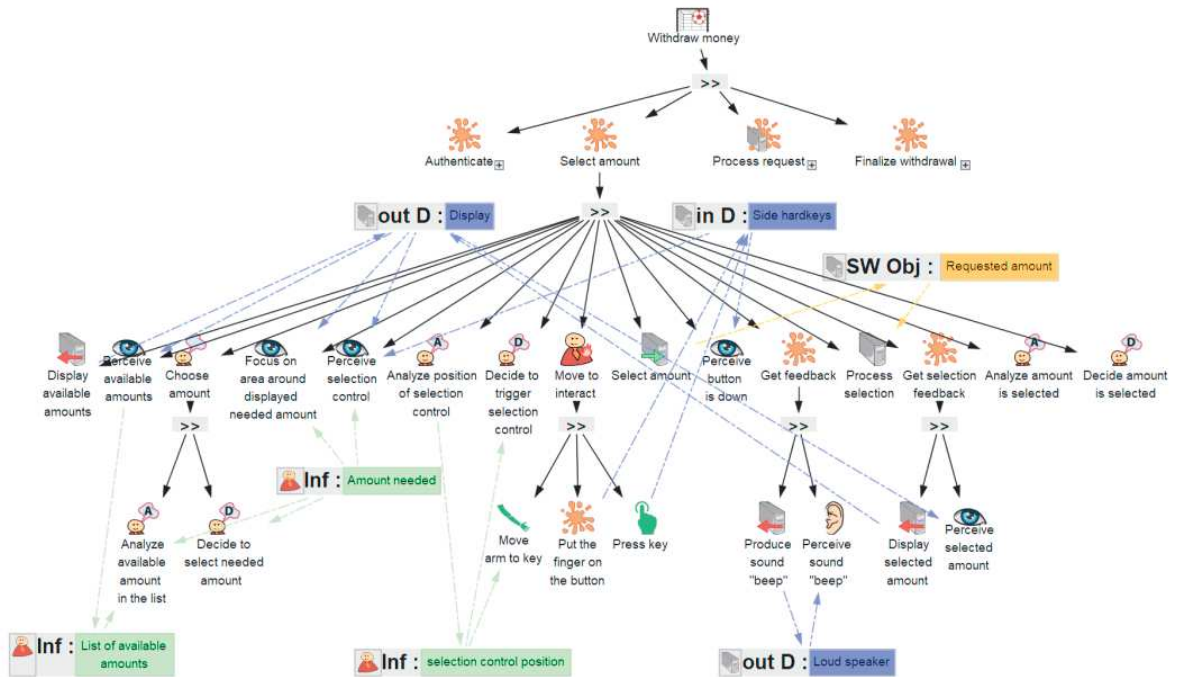 Withdraw money
>>
Authenticate
Select amount
Process request
Finalize withdrawal
out D : Display
>>
in D : Side hardkeys
SW Obj : Requested amount
Display
available
amounts
Perceive
available
amounts
Choose
amount
Focus on
area around
displayed
needed amount
Perceive
selection
control
A
Analyze position
of selection
control
D
Decide to
trigger
selection
control
Move to
interact
Select amount
Perceive
button
is down
Get feedback
Process
selection
Get selection
feedback
A
Analyze amount
is selected
D
Decide amount
is selected
>>
>>
>>
>>
Inf : Amount needed
A
Analyze
available
amount
in the list
D
Decide to
select needed
amount
Move
arm to key
Put the
finger on
the button
Press key
Produce
sound
"beep"
Perceive
sound
"beep"
Display
selected
amount
Perceive
selected
amount
Inf : List of available
amounts
Inf : selection control position
out D : Loud speaker